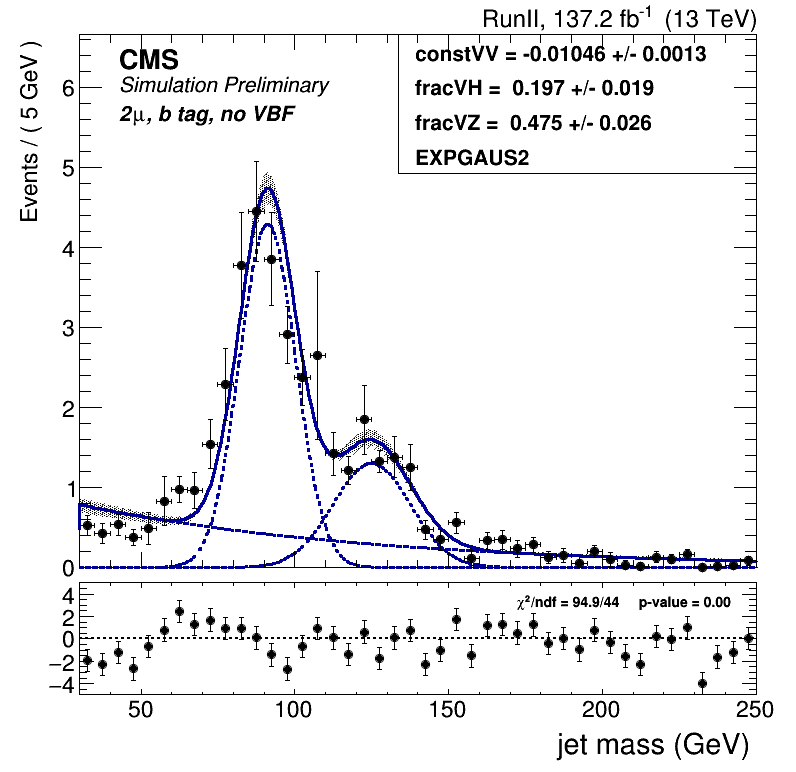 RunII, 137.2 fb⁻¹ (13 TeV)
CMS
Simulation Preliminary
2μ, b tag, no VBF
constVV = -0.01046 +/- 0.0013
fracVH = 0.197 +/- 0.019
fracVZ = 0.475 +/- 0.026
EXPGAUS2
Events / ( 5 GeV )
6
5
4
3
2
1
0
χ²/ndf = 94.9/44 p-value = 0.00
4
2
0
−2
−4
50 100 150 200 250
jet mass (GeV)